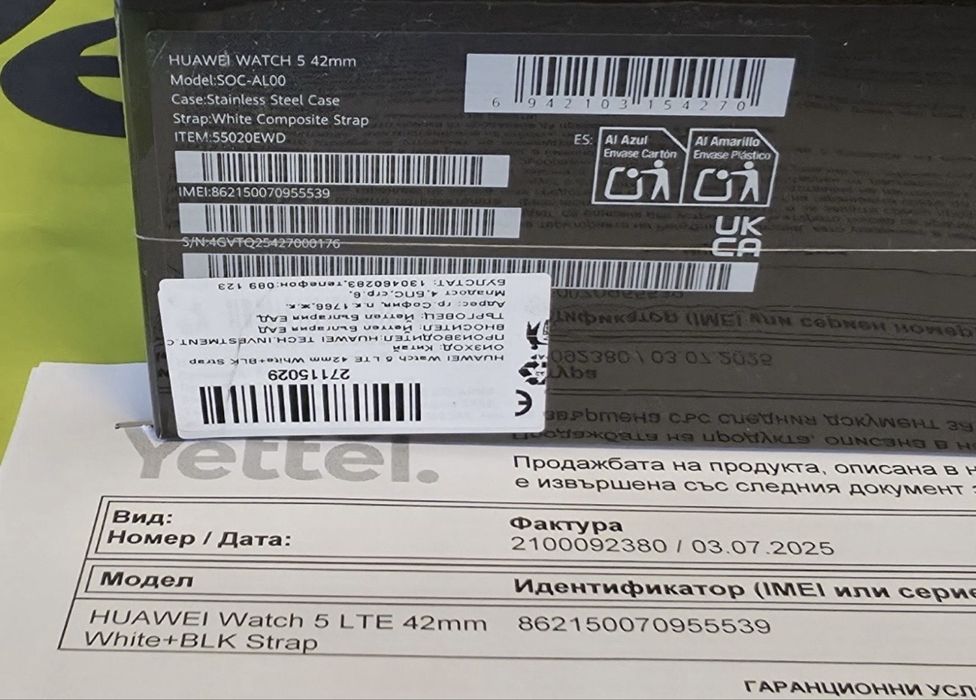 HUAWEI WATCH 5 42mm
Model:SOC-AL00
Case:Stainless Steel Case
Strap:White Composite Strap
ITEM:55020EWD
IMEI:862150070955539
S/N:4GVTQ25427000176
6 942103 154270
ES:
Al Azul
Envase Cartón
Al Amarillo
Envase Plástico
UK
CA
27115029
HUAWEI Watch 5 LTE 42mm White+BLK Strap
ПРОИЗХОД: Китай
ПРОИЗВОДИТЕЛ:HUAWEI TECH.INVESTMENT C
ВНОСИТЕЛ: Йеттел България ЕАД
ТЪРГОВЕЦ: Йеттел България ЕАД
Адрес: гр. София, п.к.1766,ж.к.
Младост 4,БПС,стр.6,
БУЛСТАТ: 130460283,телефон:089 123
CE
Yettel.
Продажбата на продукта, описана в н
е извършена със следния документ
Вид:
Фактура
Номер / Дата:
2100092380 / 03.07.2025
Модел
Идентификатор (IMEI или серие
HUAWEI Watch 5 LTE 42mm
White+BLK Strap
862150070955539
ГАРАНЦИОННИ УСЛ